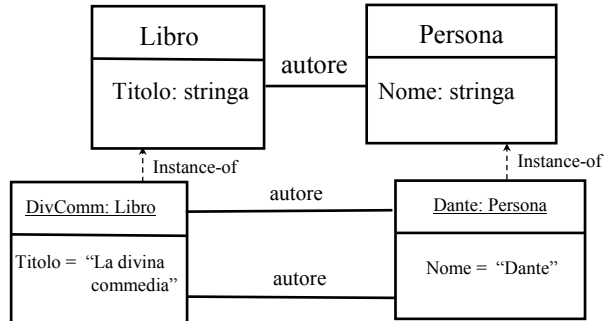 Libro
Persona
autore
Titolo: stringa
Nome: stringa
Instance-of
Instance-of
DivComm: Libro
autore
Dante: Persona
Titolo = “La divina
commedia”
Nome = “Dante”
autore